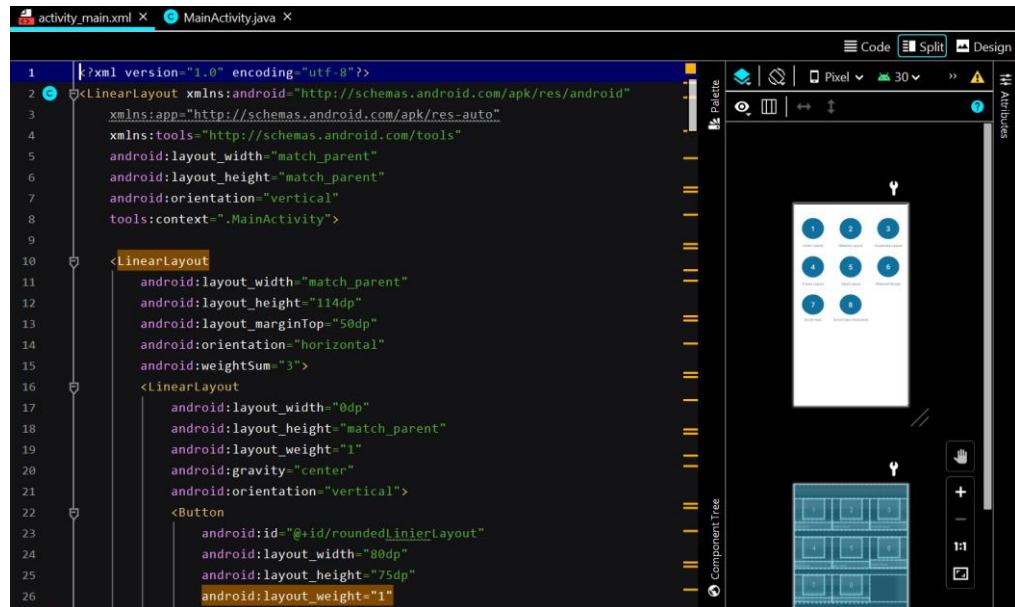 activity_main.xml × MainActivity.java ×
Code Split Design
1 <?xml version="1.0" encoding="utf-8"?>
2 <LinearLayout xmlns:android="http://schemas.android.com/apk/res/android"
3 xmlns:app="http://schemas.android.com/apk/res-auto"
4 xmlns:tools="http://schemas.android.com/tools"
5 android:layout_width="match_parent"
6 android:layout_height="match_parent"
7 android:orientation="vertical"
8 tools:context=".MainActivity">
9
10 <LinearLayout
11 android:layout_width="match_parent"
12 android:layout_height="114dp"
13 android:layout_marginTop="50dp"
14 android:orientation="horizontal"
15 android:weightSum="3">
16 <LinearLayout
17 android:layout_width="0dp"
18 android:layout_height="match_parent"
19 android:layout_weight="1"
20 android:gravity="center"
21 android:orientation="vertical">
22 <Button
23 android:id="@+id/roundedLinierLayout"
24 android:layout_width="80dp"
25 android:layout_height="75dp"
26 android:layout_weight="1"
Palette
Component Tree
Pixel 30
Attributes
1 2 3
4 5 6
7 8
1:1